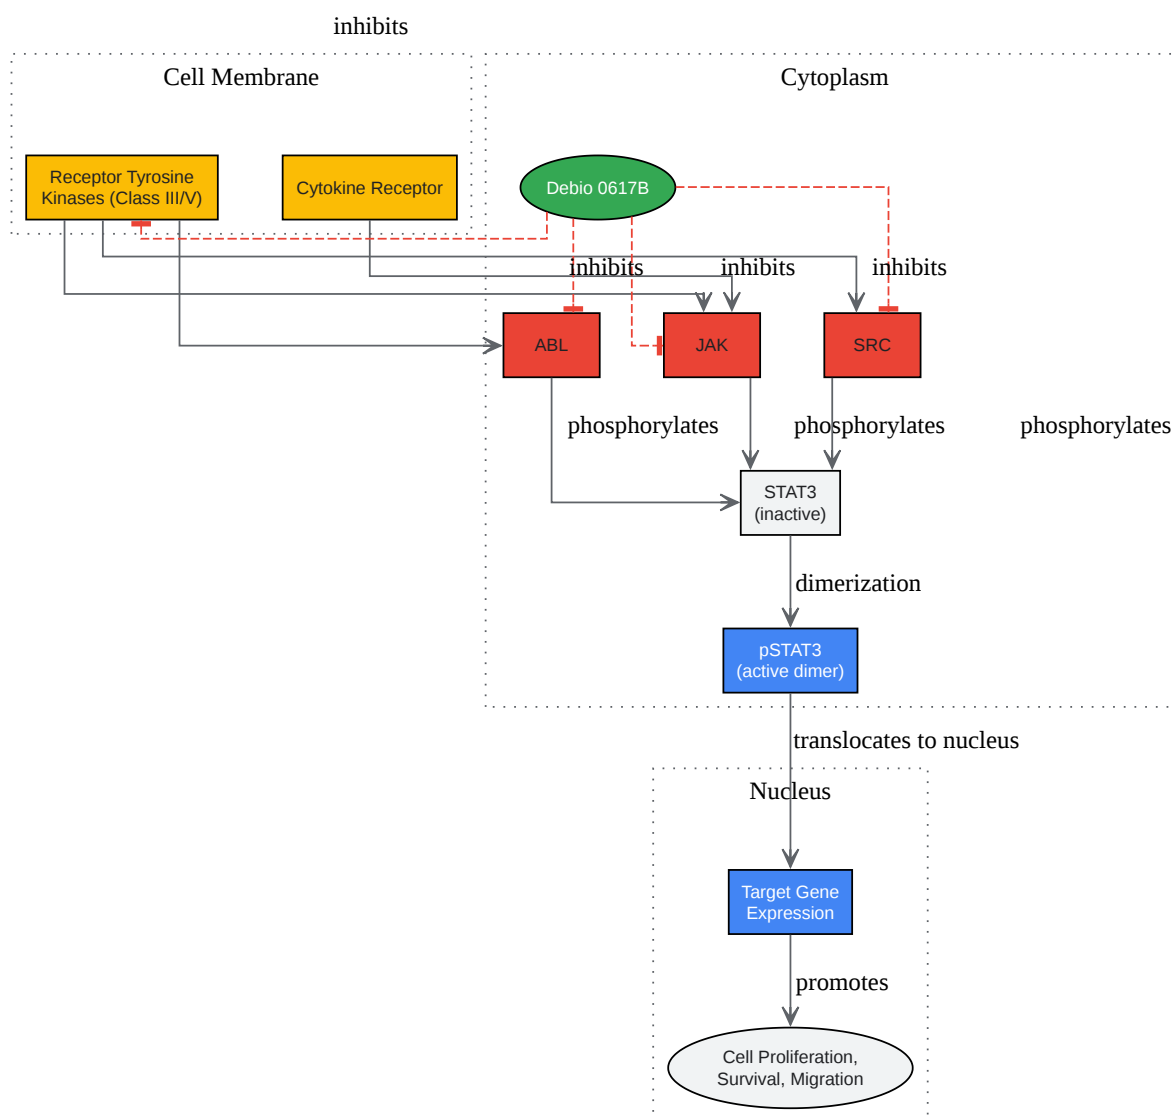 inhibits
Cell Membrane
Cytoplasm
Receptor Tyrosine
Kinases (Class III/V)
Cytokine Receptor
Debio 0617B
inhibits
inhibits
inhibits
ABL
JAK
SRC
phosphorylates
phosphorylates
phosphorylates
STAT3
(inactive)
dimerization
pSTAT3
(active dimer)
translocates to nucleus
Nucleus
Target Gene
Expression
promotes
Cell Proliferation,
Survival, Migration